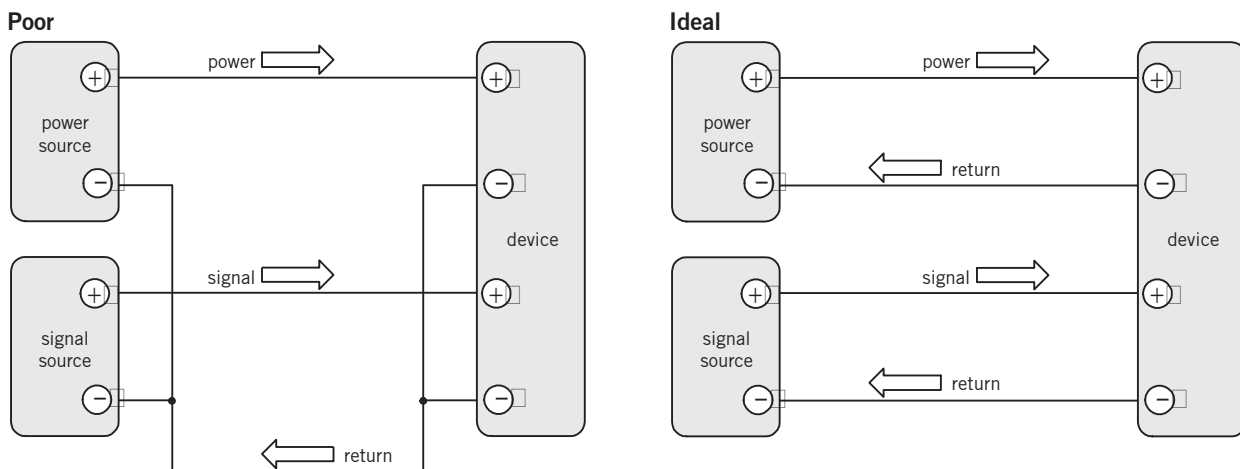 Poor
power
+
+
power
source
−
−
device
signal
+
+
signal
source
−
−
return
Ideal
power
+
+
power
source
return
−
−
device
signal
+
+
signal
source
return
−
−